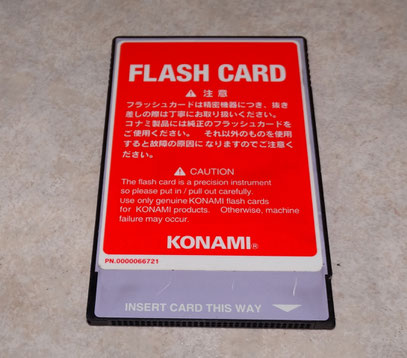 FLASH CARD
⚠ 注意
フラッシュカードは精密機器につき、抜き
差しの際は丁寧にお取り扱いください。
コナミ製品には純正のフラッシュカードを
ご使用ください。 それ以外のものを使用
すると故障の原因になりますのでご注意く
ださい。
⚠ CAUTION
The flash card is a precision instrument
so please put in / pull out carefully.
Use only genuine KONAMI flash cards
for KONAMI products. Otherwise, machine
failure may occur.
KONAMI®
PN.0000066721
INSERT CARD THIS WAY